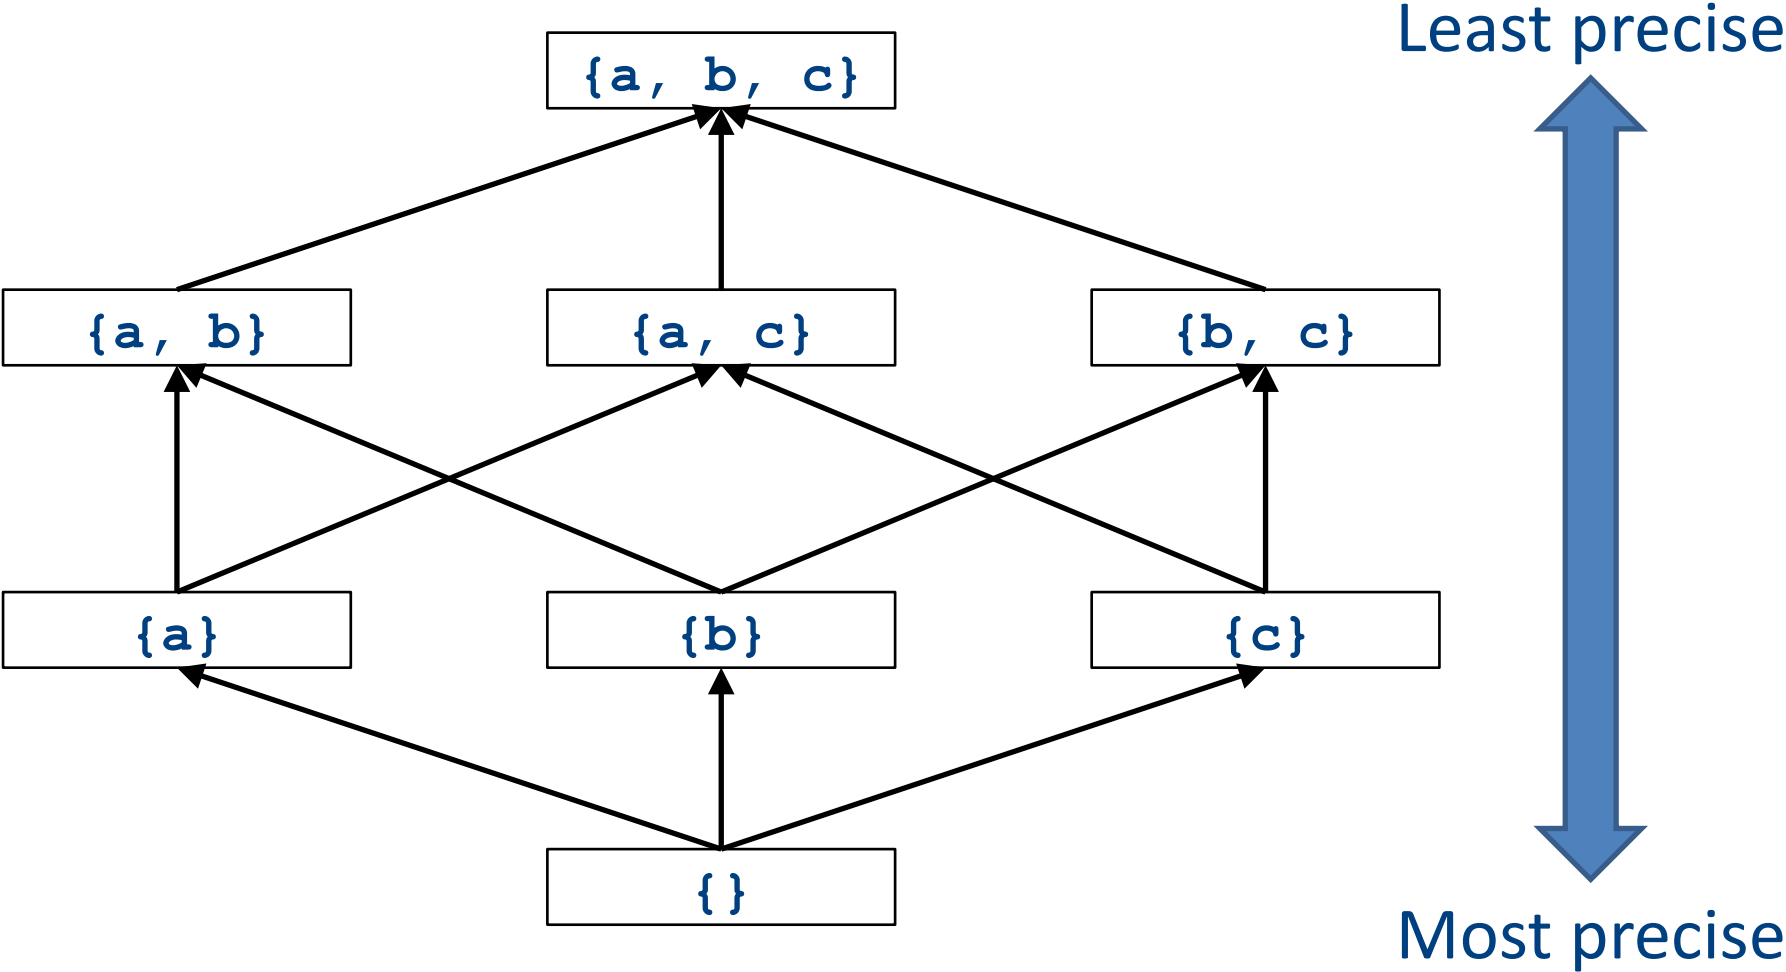 Least precise
{a, b, c}
{a, b}
{a, c}
{b, c}
{a}
{b}
{c}
{}
Most precise